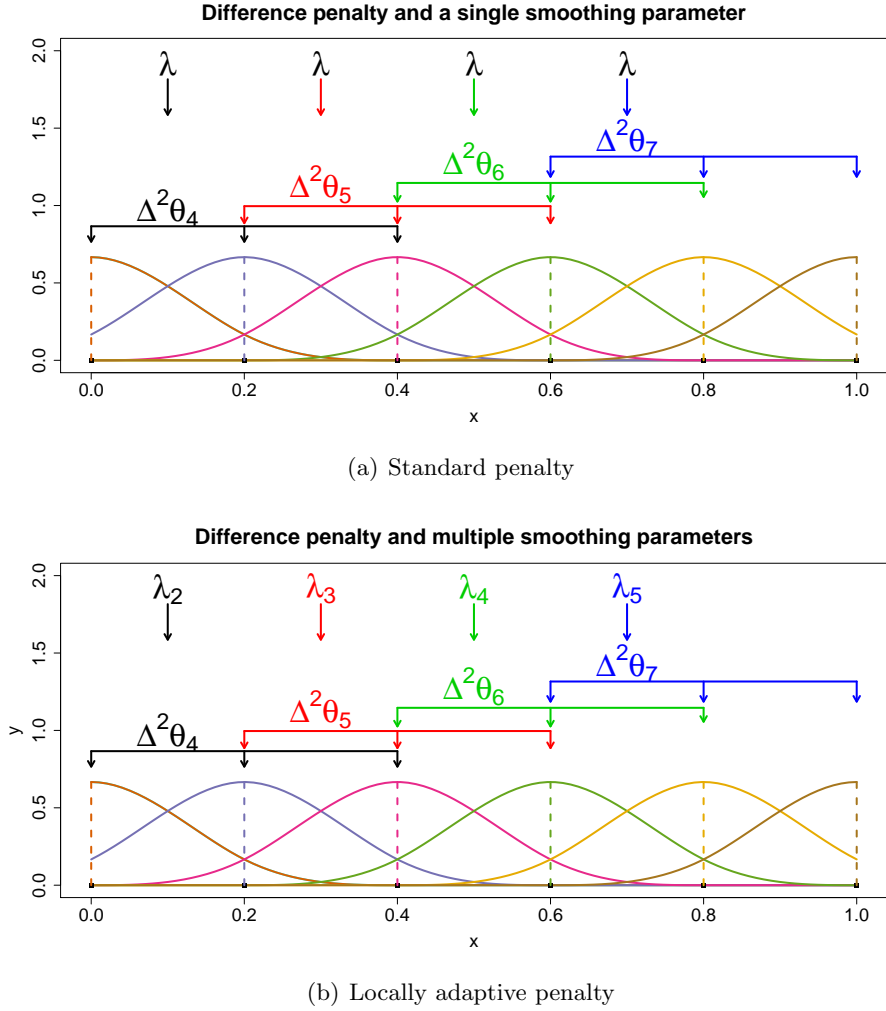 Difference penalty and a single smoothing parameter
2.0
λ λ λ λ
1.5
Δ²θ₇
Δ²θ₆
Δ²θ₅
1.0
Δ²θ₄
0.5
0.0
0.0 0.2 0.4 0.6 0.8 1.0
x
(a) Standard penalty
Difference penalty and multiple smoothing parameters
2.0
λ₂ λ₃ λ₄ λ₅
1.5
Δ²θ₇
Δ²θ₆
Δ²θ₅
1.0
y
Δ²θ₄
0.5
0.0
0.0 0.2 0.4 0.6 0.8 1.0
x
(b) Locally adaptive penalty